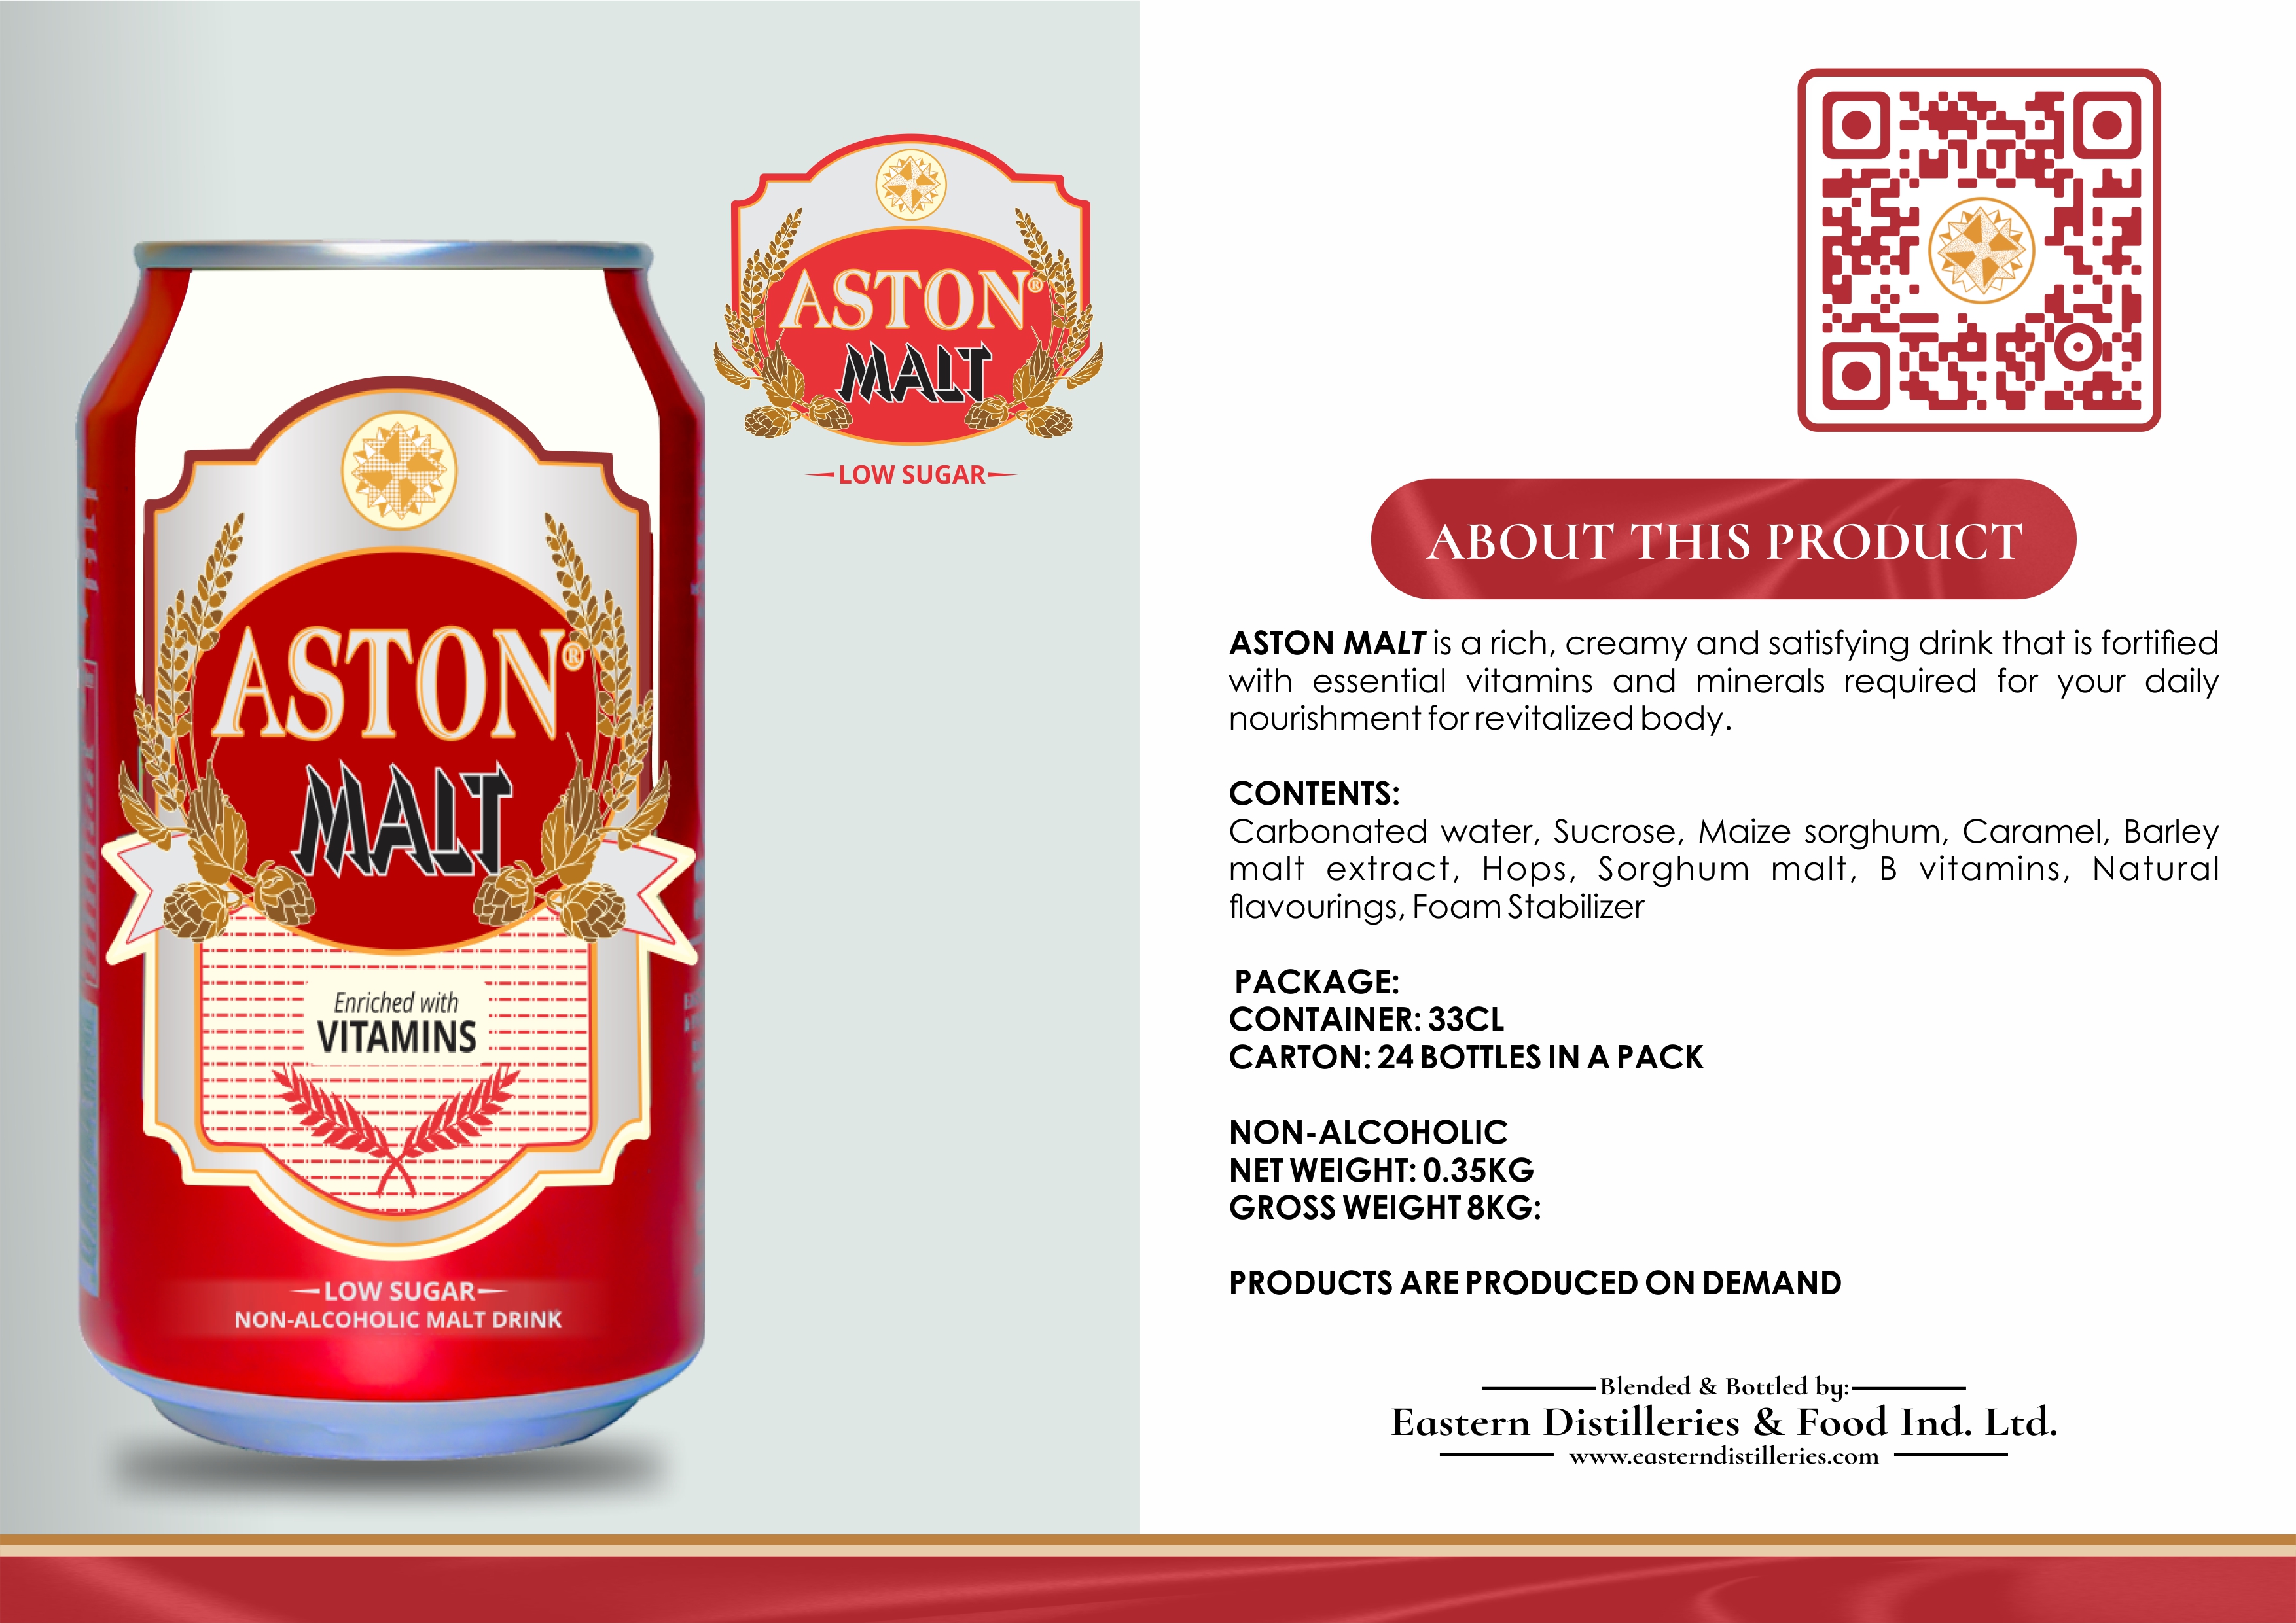 ASTON®
MALT
LOW SUGAR
ASTON®
MALT
Enriched with
VITAMINS
LOW SUGAR
NON-ALCOHOLIC MALT DRINK
ABOUT THIS PRODUCT
ASTON MALT is a rich, creamy and satisfying drink that is fortified
with essential vitamins and minerals required for your daily
nourishment for revitalized body.
CONTENTS:
Carbonated water, Sucrose, Maize sorghum, Caramel, Barley
malt extract, Hops, Sorghum malt, B vitamins, Natural
flavourings, Foam Stabilizer
PACKAGE:
CONTAINER: 33CL
CARTON: 24 BOTTLES IN A PACK
NON-ALCOHOLIC
NET WEIGHT: 0.35KG
GROSS WEIGHT 8KG:
PRODUCTS ARE PRODUCED ON DEMAND
Blended & Bottled by:
Eastern Distilleries & Food Ind. Ltd.
www.easterndistilleries.com